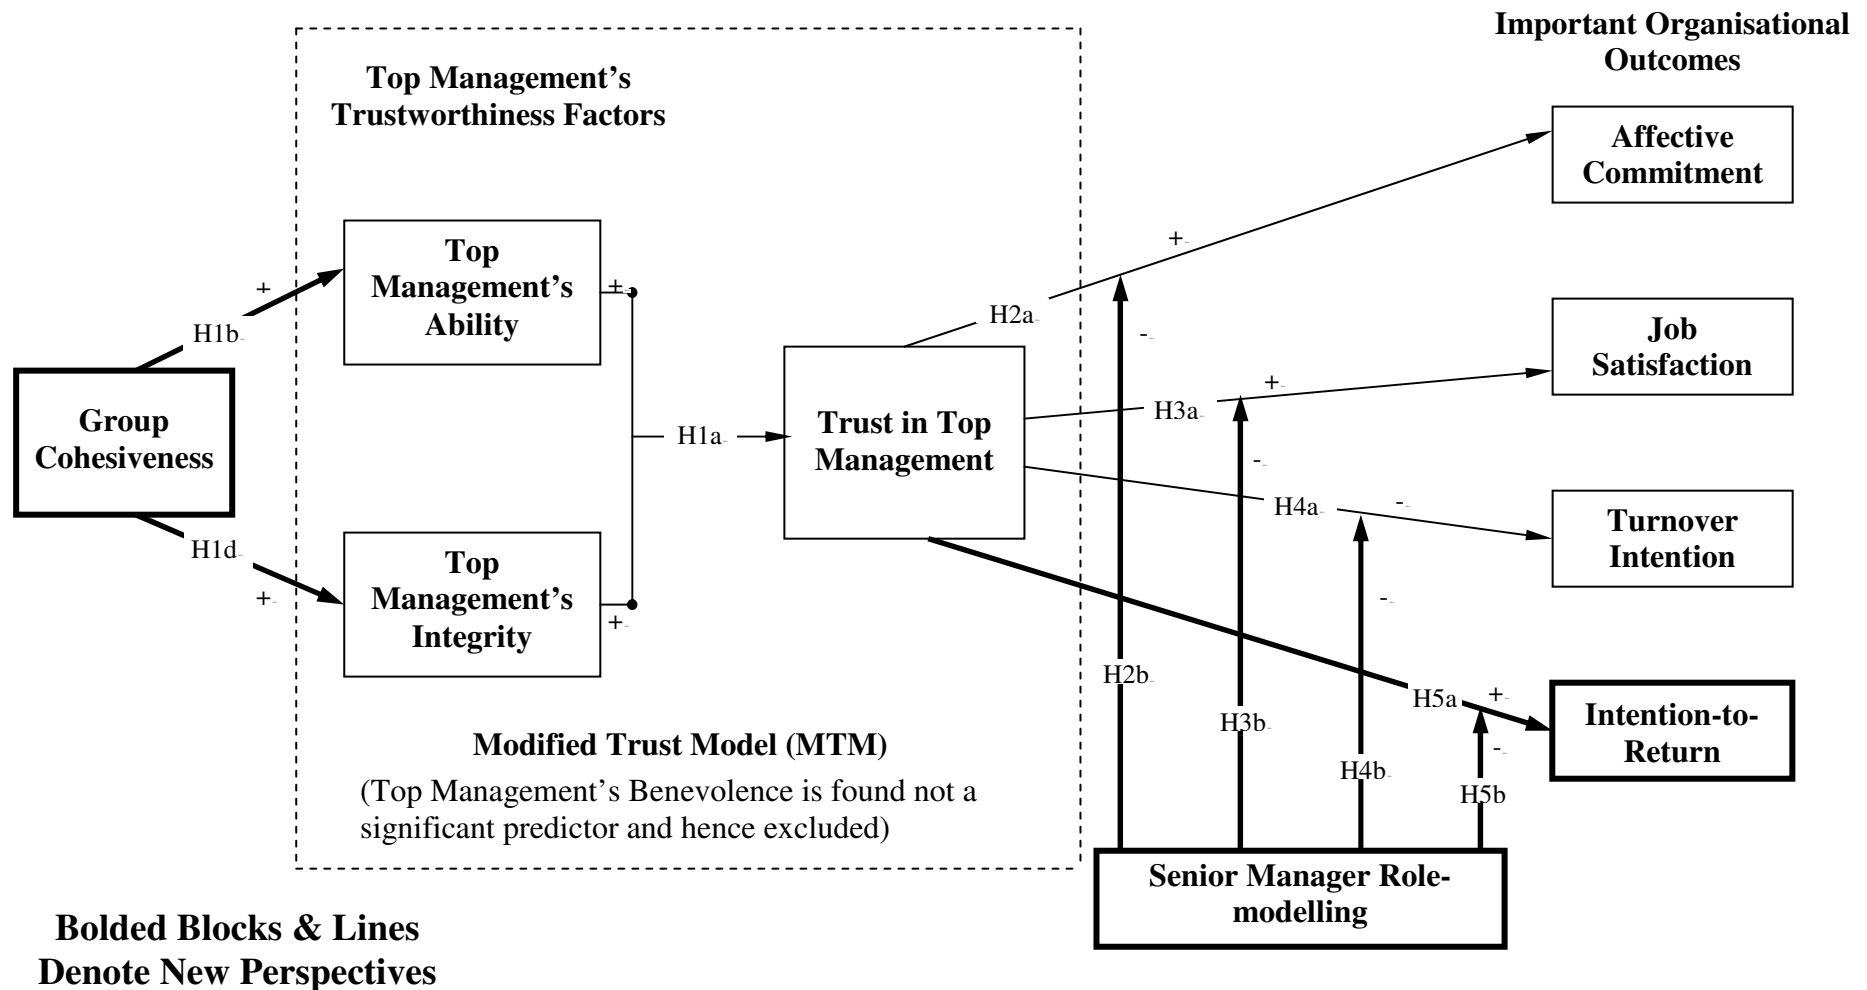 Important Organisational
Outcomes
Top Management’s
Trustworthiness Factors
Affective
Commitment
+
Top
Management’s
Ability
+
+
H2a
-
H1b
Job
Satisfaction
+
H3a
Group
Cohesiveness
H1a
Trust in Top
Management
-
H4a
-
Turnover
Intention
H1d
+
Top
Management’s
Integrity
+
-
H2b
H5a
+
H3b
-
Intention-to-
Return
Modified Trust Model (MTM)
(Top Management’s Benevolence is found not a
significant predictor and hence excluded)
H4b
H5b
Senior Manager Role-
modelling
Bolded Blocks & Lines
Denote New Perspectives